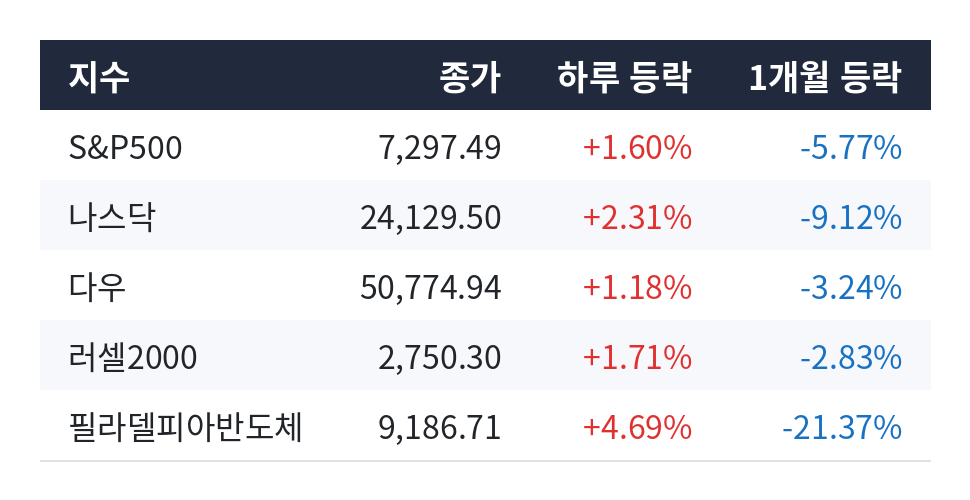 지수 종가 하루 등락 1개월 등락
S&P500 7,297.49 +1.60% -5.77%
나스닥 24,129.50 +2.31% -9.12%
다우 50,774.94 +1.18% -3.24%
러셀2000 2,750.30 +1.71% -2.83%
필라델피아반도체 9,186.71 +4.69% -21.37%